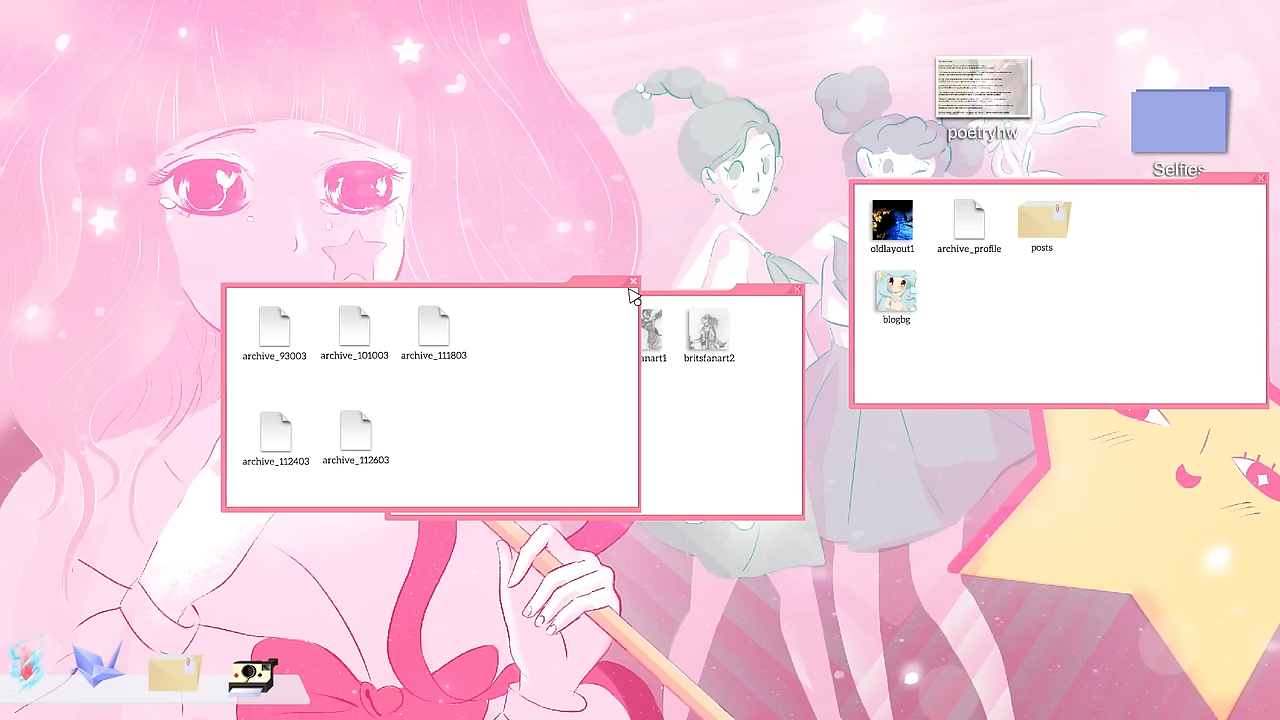 poetryhw
Selfies
oldlayout1
archive_profile
posts
blogbg
archive_93003
archive_101003
archive_111803
anart1
britsfanart2
archive_112403
archive_112603